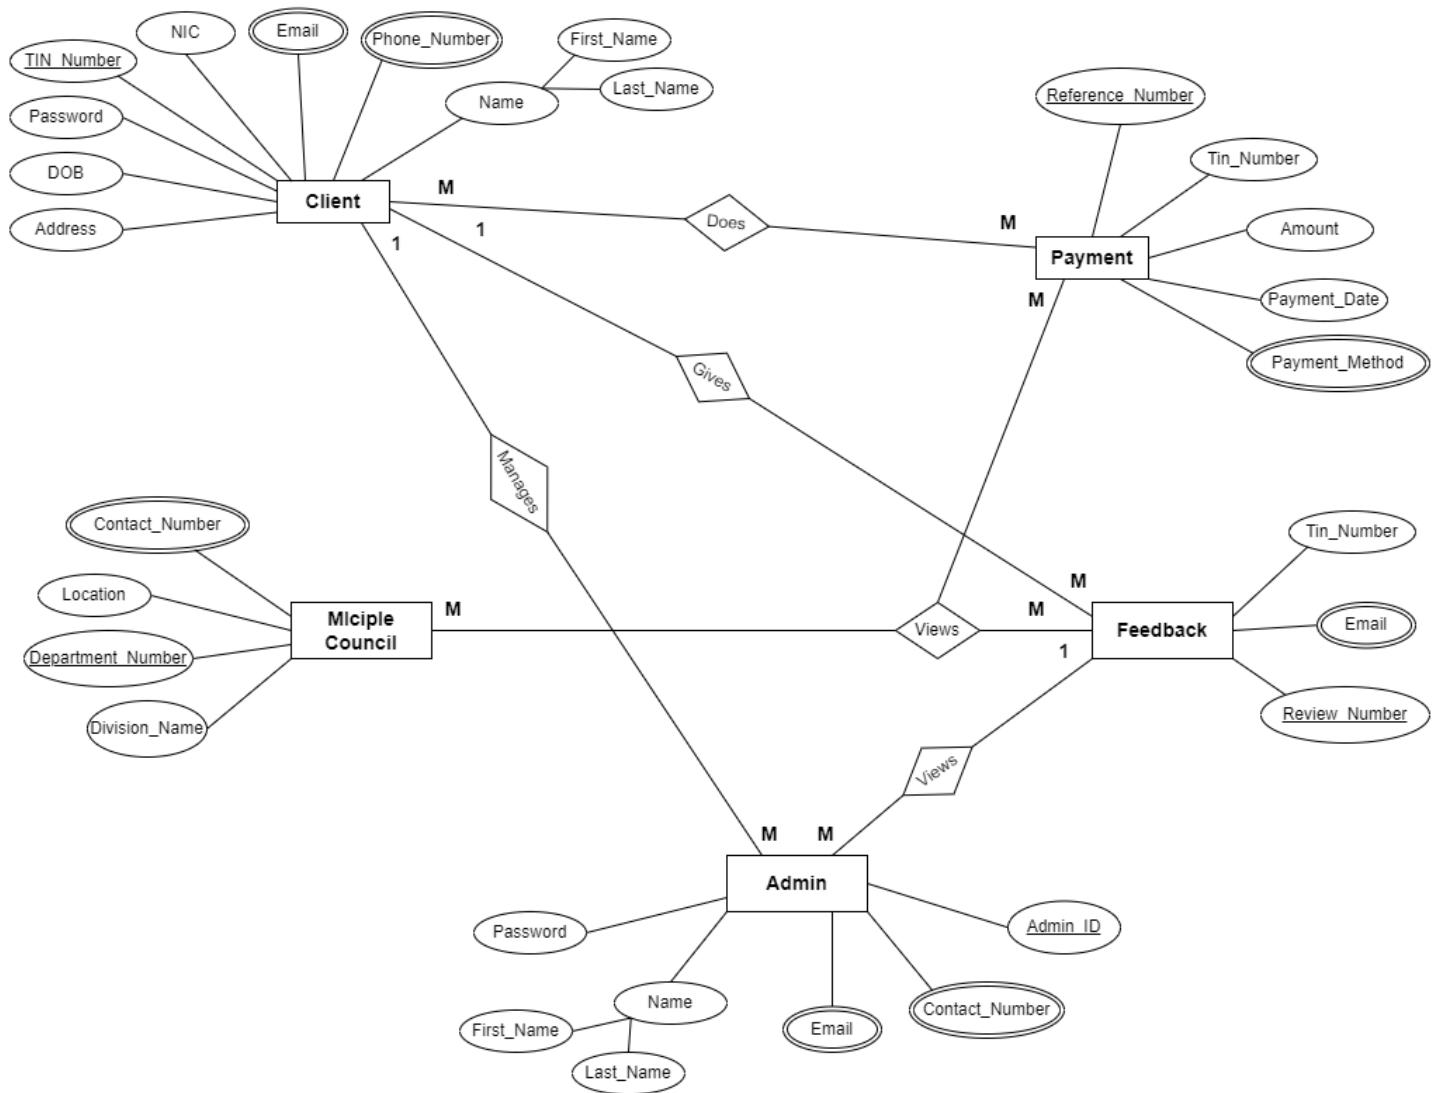 NIC
Email
Phone_Number
First_Name
TIN_Number
Last_Name
Name
Reference_Number
Password
Tin_Number
DOB
Client
M
Does
M
Address
1
1
Amount
Payment
M
Payment_Date
Gives
Payment_Method
Manages
Contact_Number
Tin_Number
Location
MIciple
Council
M
Views
M
Feedback
Email
Department_Number
1
Division_Name
Review_Number
Views
M
M
M
Admin
Password
Admin_ID
Name
Contact_Number
First_Name
Email
Last_Name